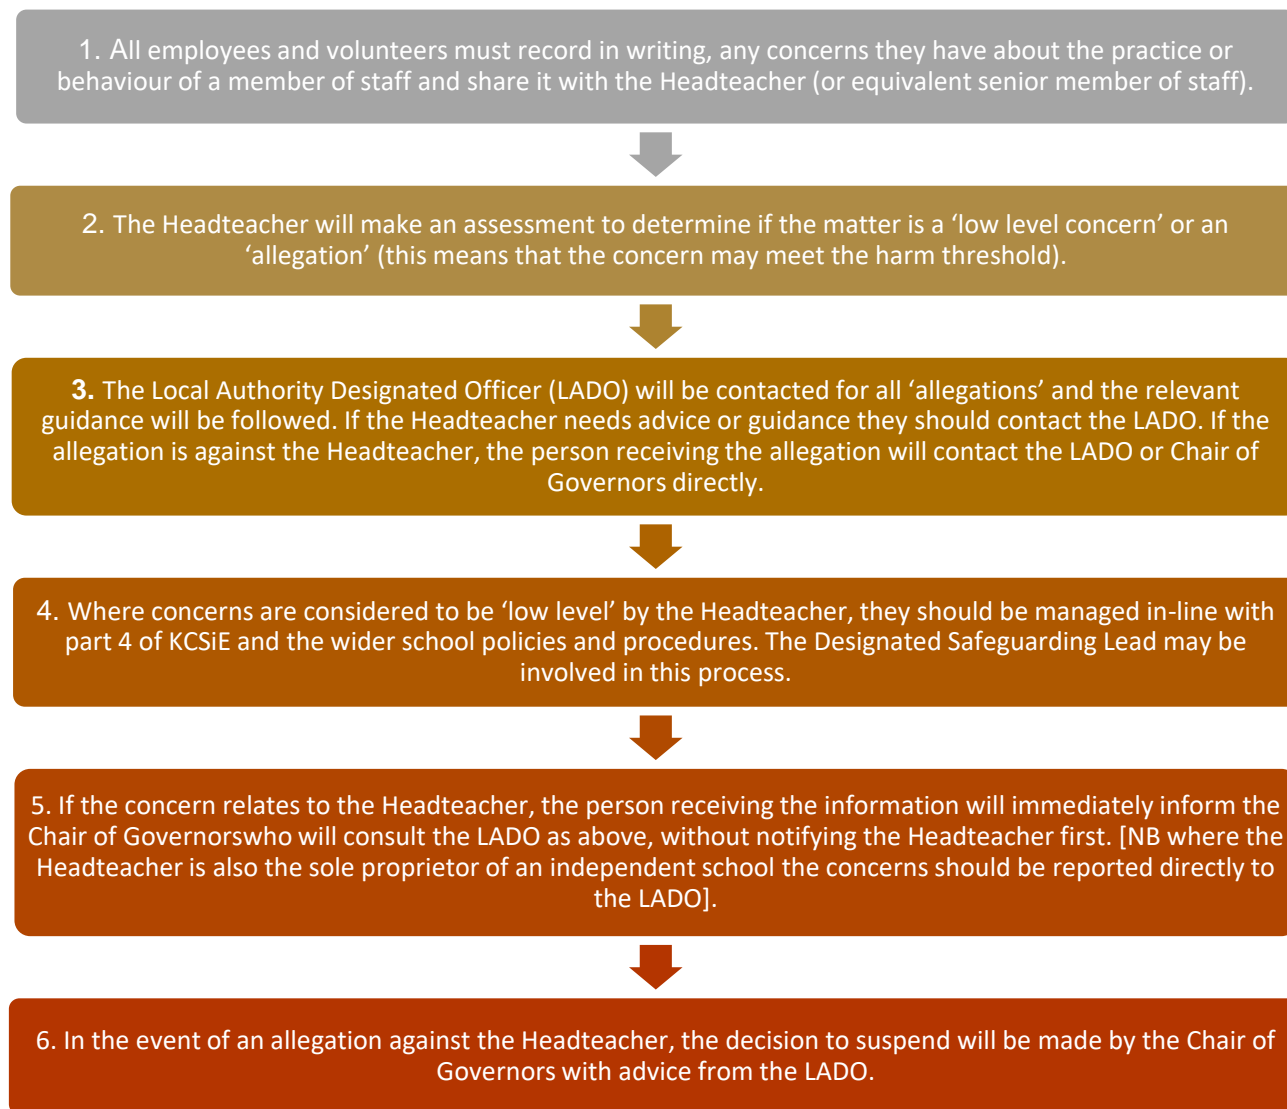 1. All employees and volunteers must record in writing, any concerns they have about the practice or
behaviour of a member of staff and share it with the Headteacher (or equivalent senior member of staff).
2. The Headteacher will make an assessment to determine if the matter is a ‘low level concern’ or an
‘allegation’ (this means that the concern may meet the harm threshold).
3. The Local Authority Designated Officer (LADO) will be contacted for all ‘allegations’ and the relevant
guidance will be followed. If the Headteacher needs advice or guidance they should contact the LADO. If the
allegation is against the Headteacher, the person receiving the allegation will contact the LADO or Chair of
Governors directly.
4. Where concerns are considered to be ‘low level’ by the Headteacher, they should be managed in-line with
part 4 of KCSiE and the wider school policies and procedures. The Designated Safeguarding Lead may be
involved in this process.
5. If the concern relates to the Headteacher, the person receiving the information will immediately inform the
Chair of Governorswho will consult the LADO as above, without notifying the Headteacher first. [NB where the
Headteacher is also the sole proprietor of an independent school the concerns should be reported directly to
the LADO].
6. In the event of an allegation against the Headteacher, the decision to suspend will be made by the Chair of
Governors with advice from the LADO.